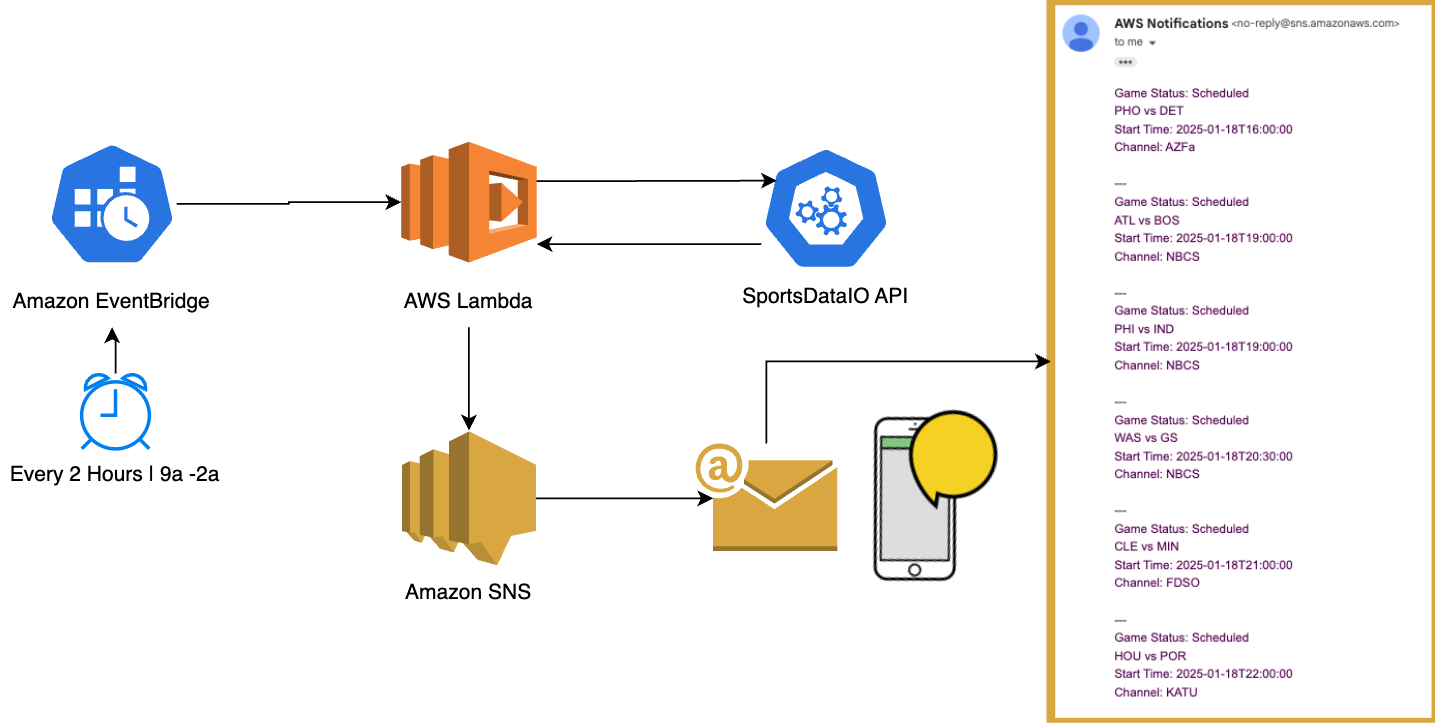 Amazon EventBridge
Every 2 Hours | 9a -2a
AWS Lambda
SportsDataIO API
Amazon SNS
@
AWS Notifications <no-reply@sns.amazonaws.com>
to me
•••
Game Status: Scheduled
PHO vs DET
Start Time: 2025-01-18T16:00:00
Channel: AZFa
---
Game Status: Scheduled
ATL vs BOS
Start Time: 2025-01-18T19:00:00
Channel: NBCS
---
Game Status: Scheduled
PHI vs IND
Start Time: 2025-01-18T19:00:00
Channel: NBCS
---
Game Status: Scheduled
WAS vs GS
Start Time: 2025-01-18T20:30:00
Channel: NBCS
---
Game Status: Scheduled
CLE vs MIN
Start Time: 2025-01-18T21:00:00
Channel: FDSO
---
Game Status: Scheduled
HOU vs POR
Start Time: 2025-01-18T22:00:00
Channel: KATU